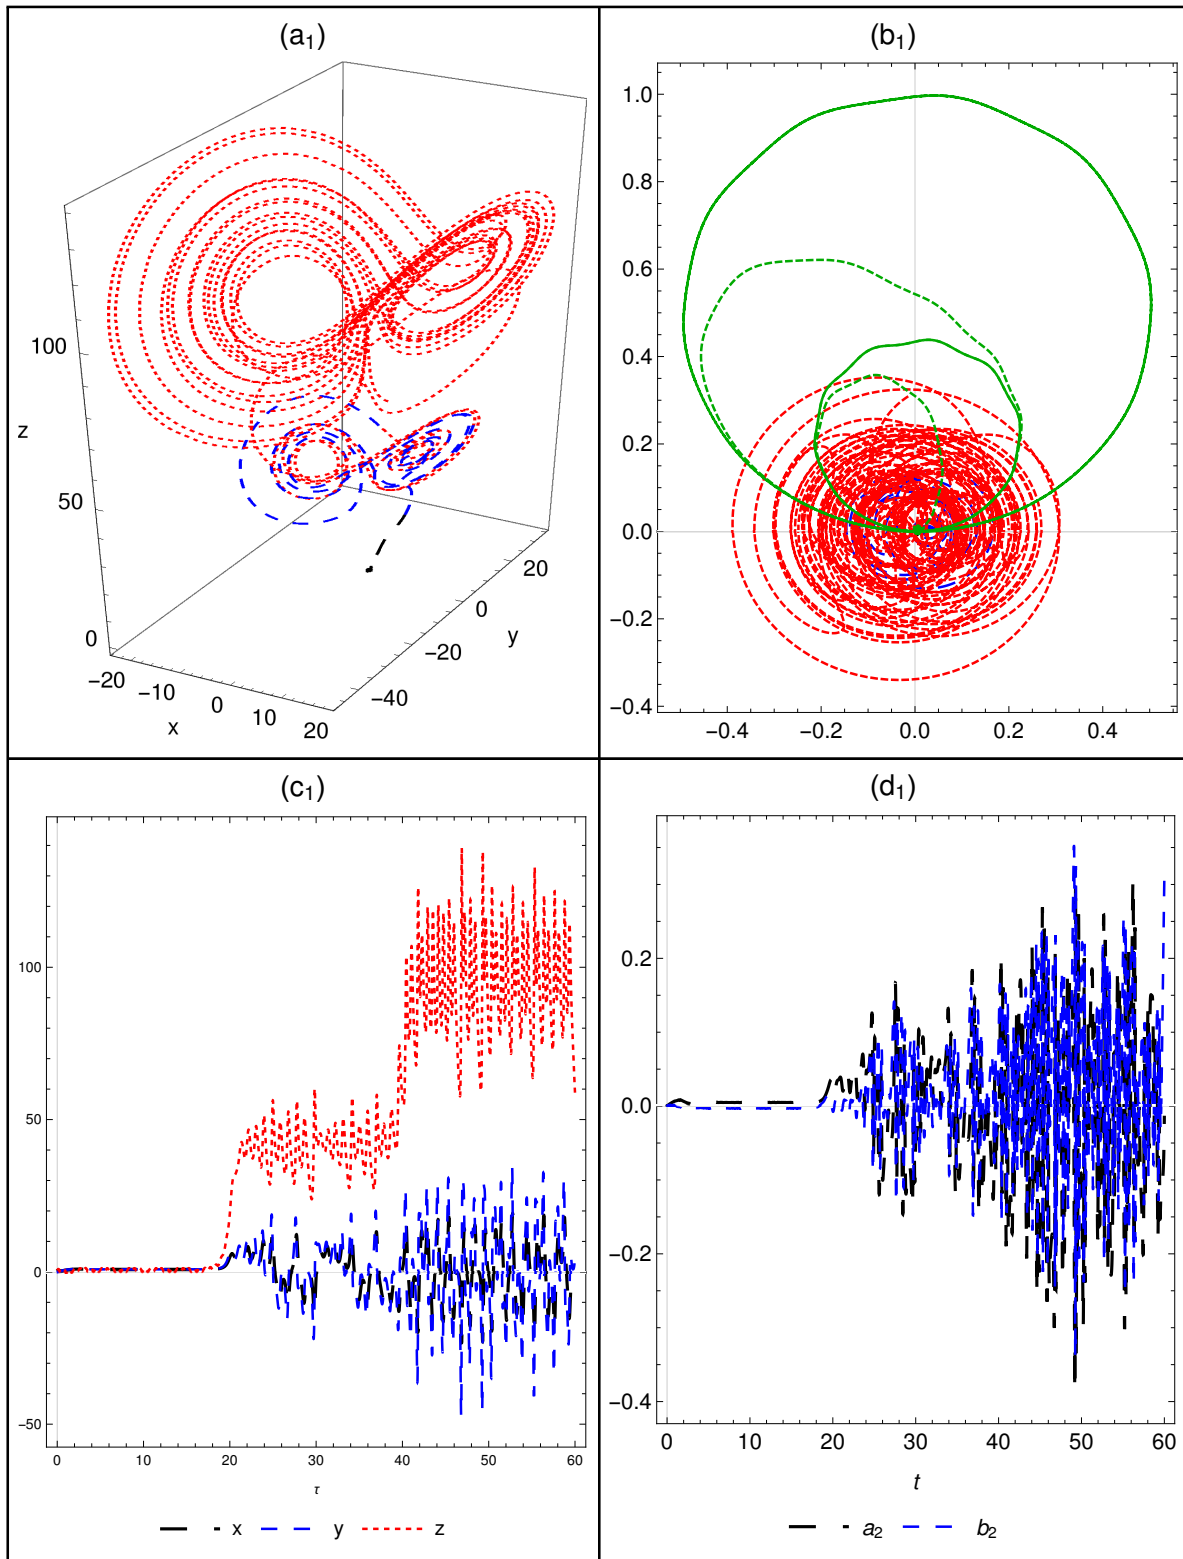 (a₁)
100
z
50
0
−20 −10 0 10 20
x
−40 −20 0 20
y
(b₁)
1.0
0.8
0.6
0.4
0.2
0.0
−0.2
−0.4
−0.4 −0.2 0.0 0.2 0.4
(c₁)
100
50
0
−50
0 10 20 30 40 50 60
τ
x y z
(d₁)
0.2
0.0
−0.2
−0.4
0 10 20 30 40 50 60
t
a₂ b₂